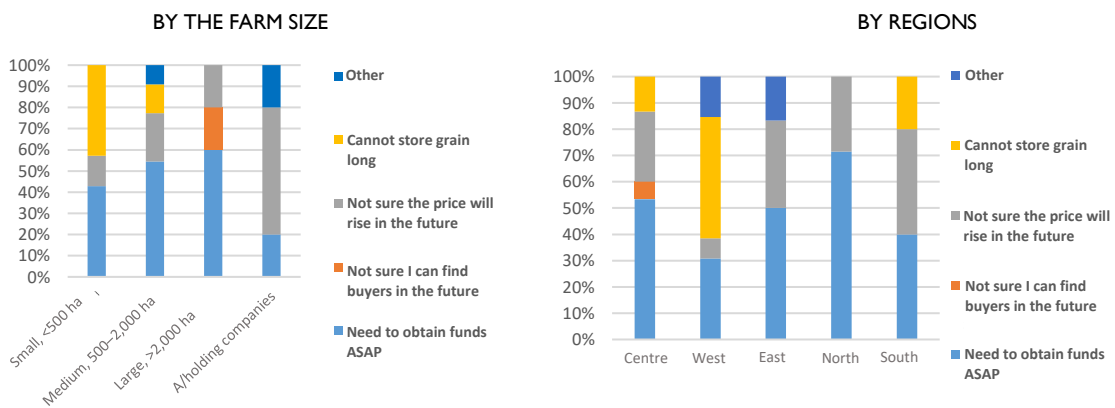 BY THE FARM SIZE
100%
90%
80%
70%
60%
50%
40%
30%
20%
10%
0%
Small, <500 ha
Medium, 500–2,000 ha
Large, >2,000 ha
A/holding companies
Other
Cannot store grain
long
Not sure the price will
rise in the future
Not sure I can find
buyers in the future
Need to obtain funds
ASAP
BY REGIONS
100%
90%
80%
70%
60%
50%
40%
30%
20%
10%
0%
Centre
West
East
North
South
Other
Cannot store grain
long
Not sure the price will
rise in the future
Not sure I can find
buyers in the future
Need to obtain funds
ASAP